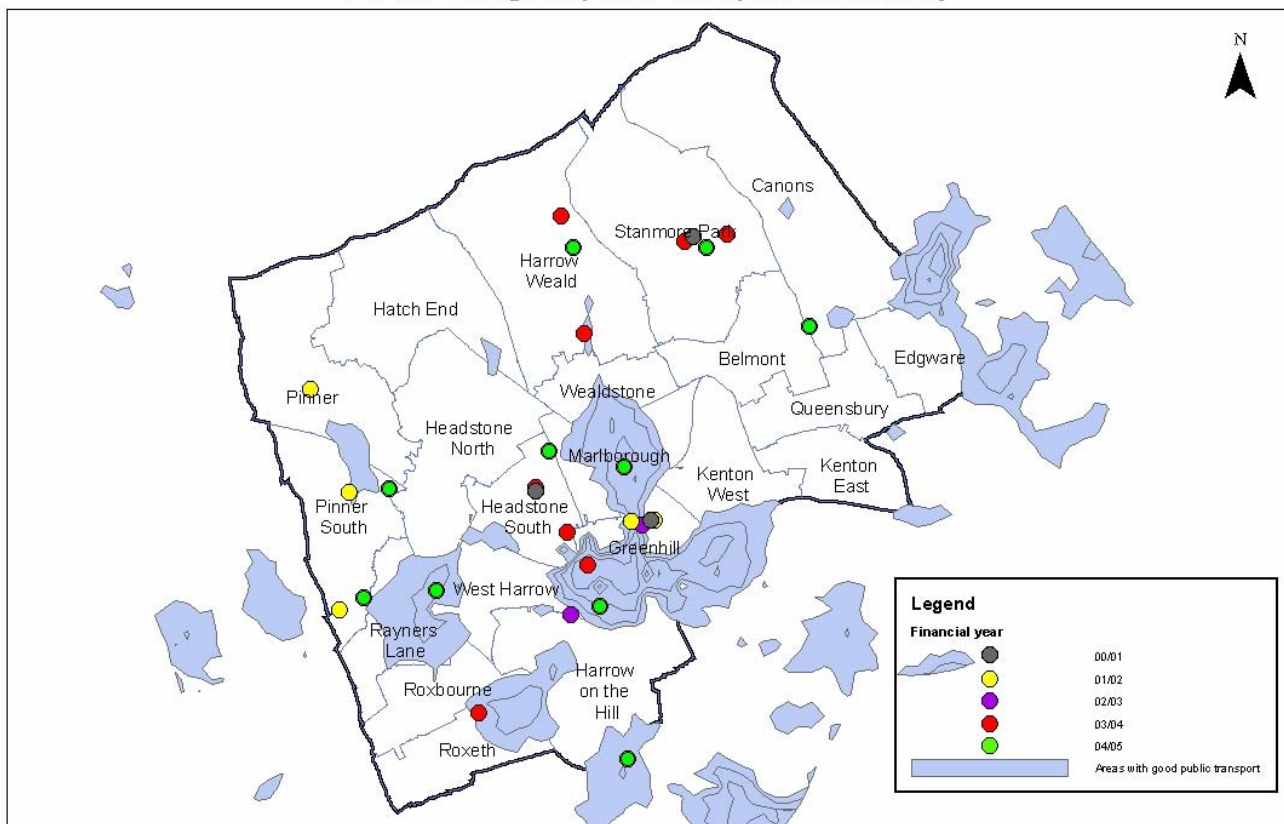 N
Canons
Stanmore Park
Harrow
Weald
Hatch End
Belmont
Edgware
Pinner
Wealdstone
Queensbury
Headstone
North
Marlborough
Kenton
West
Kenton
East
Pinner
South
Headstone
South
Greenhill
West Harrow
Rayners
Lane
Roxbourne
Harrow
on the
Hill
Roxeth
Legend
Financial year
00/01
01/02
02/03
03/04
04/05
Areas with good public transport